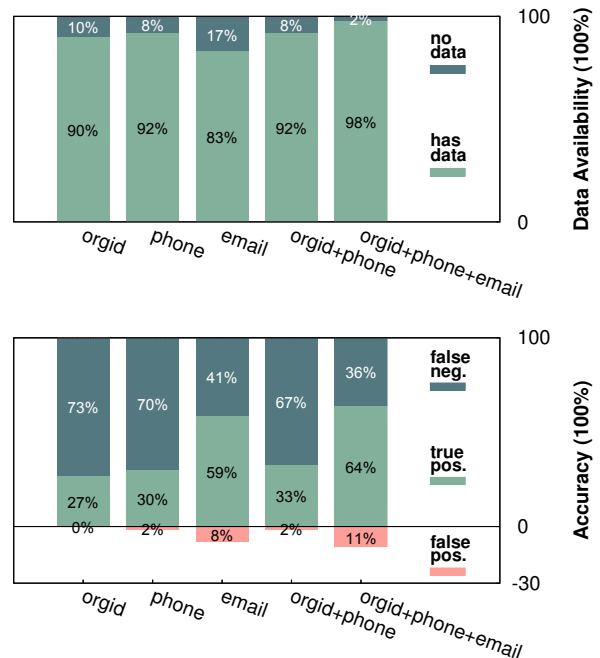 10%
8%
17%
8%
2%
100
no
data
90%
92%
83%
92%
98%
has
data
0
Data Availability (100%)
orgid
phone
email
orgid+phone
orgid+phone+email
100
false
neg.
73%
70%
41%
67%
36%
27%
30%
59%
33%
64%
true
pos.
0
Accuracy (100%)
0%
2%
8%
2%
11%
false
pos.
-30
orgid
phone
email
orgid+phone
orgid+phone+email